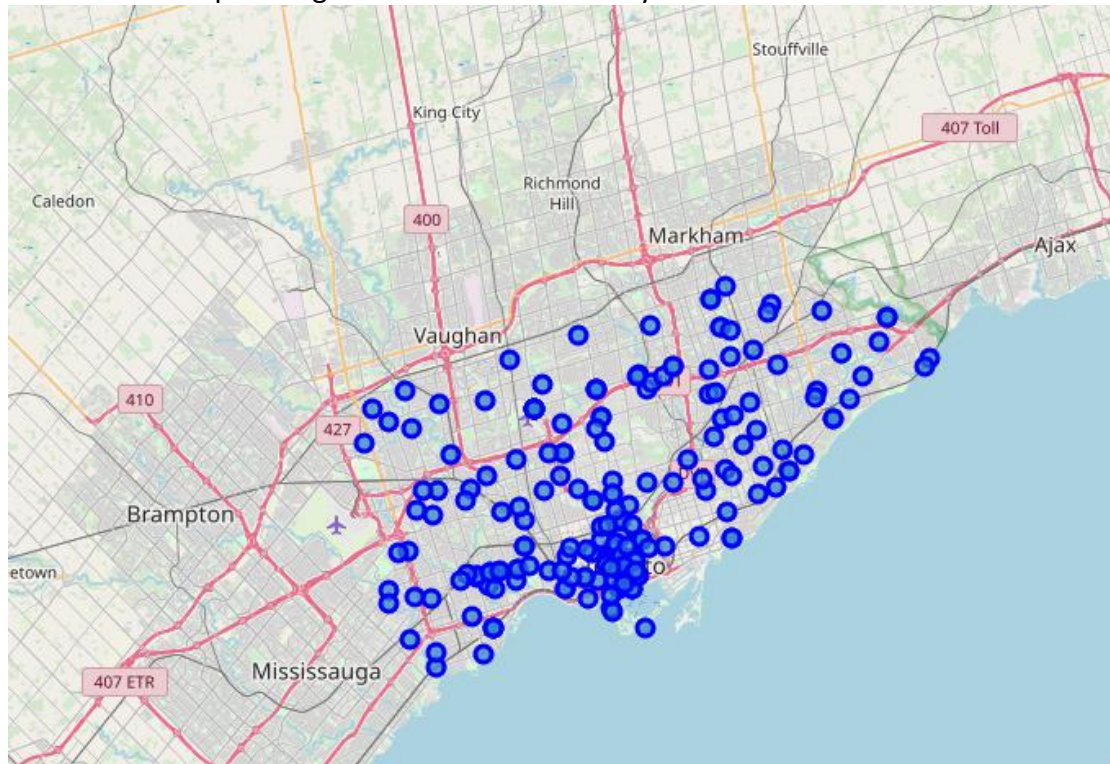 Stouffville
King City
407 Toll
Richmond
Hill
Caledon
400
Markham
Ajax
Vaughan
410
427
Brampton
to
etown
Mississauga
407 ETR